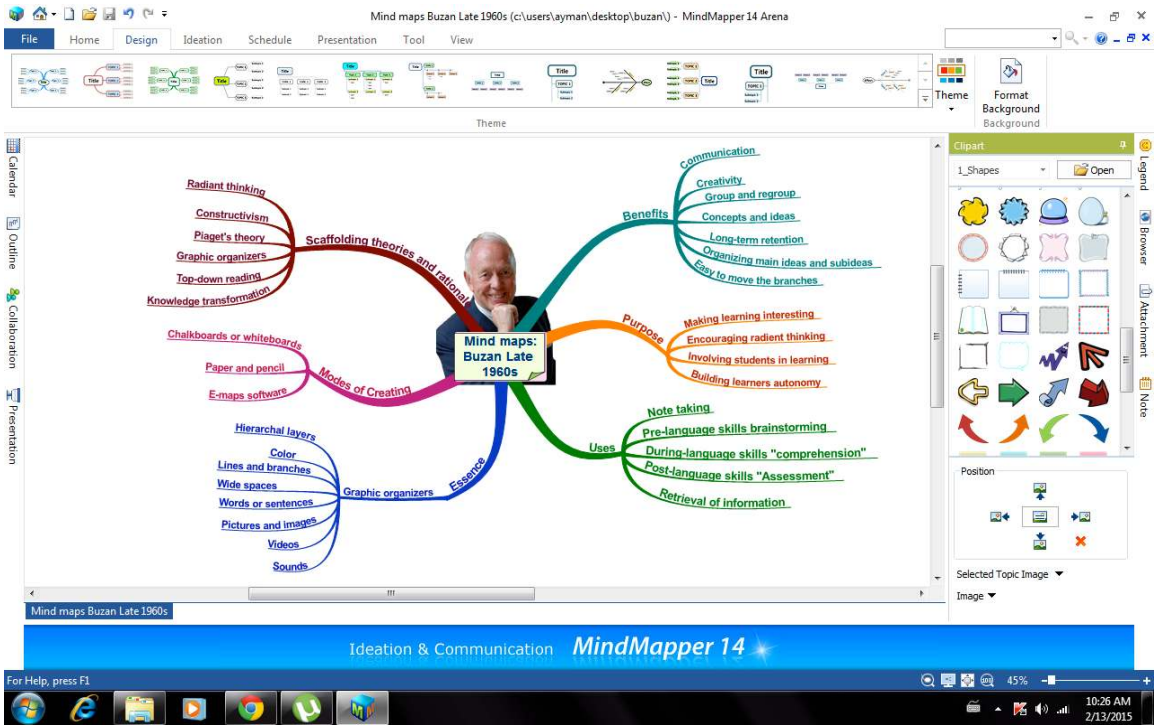 Mind maps Buzan Late 1960s (c:\users\ayman\desktop\buzan\) - MindMapper 14 Arena
File
Home
Design
Ideation
Schedule
Presentation
Tool
View
Title
Title
Title
Title
Title
Title
Title
Theme
Format
Background
Theme
Background
Calendar
Outline
Collaboration
Presentation
Radiant thinking
Constructivism
Piaget's theory
Graphic organizers
Top-down reading
Knowledge transformation
Scaffolding theories and rational
Chalkboards or whiteboards
Paper and pencil
E-maps software
Modes of Creating
Hierarchal layers
Color
Lines and branches
Wide spaces
Words or sentences
Pictures and images
Videos
Sounds
Graphic organizers
Essence
Mind maps:
Buzan Late
1960s
Benefits
Communication
Creativity
Group and regroup
Concepts and ideas
Long-term retention
Organizing main ideas and subideas
Easy to move the branches
Purpose
Making learning interesting
Encouraging radient thinking
Involving students in learning
Building learners autonomy
Uses
Note taking
Pre-language skills brainstorming
During-language skills "comprehension"
Post-language skills "Assessment"
Retrieval of information
Clipart
1_Shapes
Open
Position
Selected Topic Image
Image
Legend
Browser
Attachment
Note
Mind maps Buzan Late 1960s
Ideation & Communication MindMapper 14
For Help, press F1
45%
10:26 AM
2/13/2015